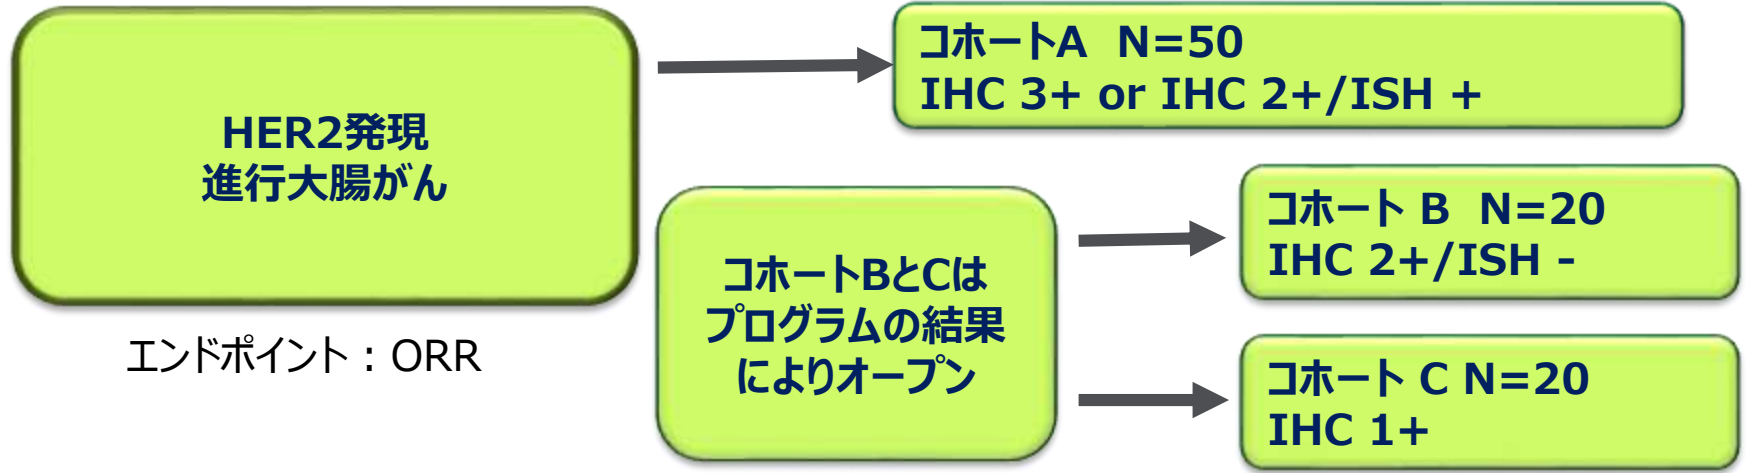 HER2発現
進行大腸がん
エンドポイント：ORR
コホートA N=50
IHC 3+ or IHC 2+/ISH +
コホートBとCは
プログラムの結果
によりオープン
コホート B N=20
IHC 2+/ISH -
コホート C N=20
IHC 1+